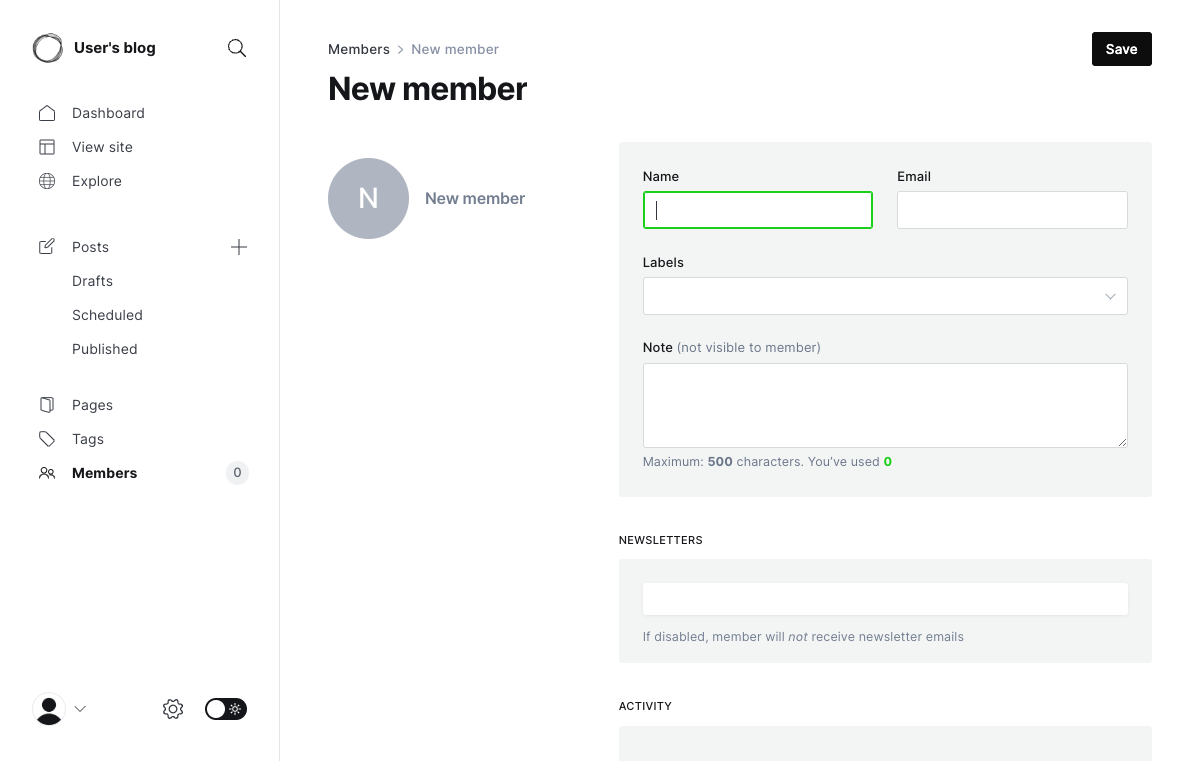 User's blog
Dashboard
View site
Explore
Posts
Drafts
Scheduled
Published
Pages
Tags
Members 0
Members New member
Save
New member
N
New member
Name Email
Labels
Note (not visible to member)
Maximum: 500 characters. You've used 0
NEWSLETTERS
If disabled, member will not receive newsletter emails
ACTIVITY